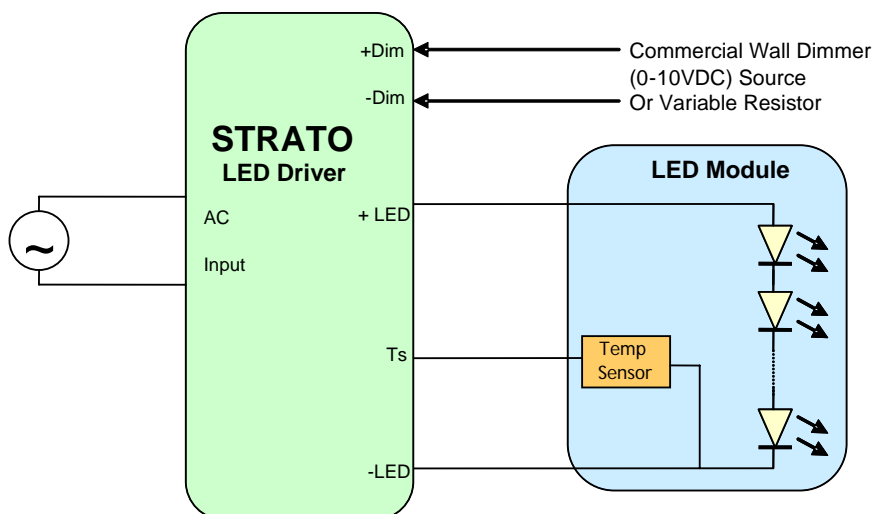 +Dim
-Dim
Commercial Wall Dimmer
(0-10VDC) Source
Or Variable Resistor
STRATO
LED Driver
AC
Input
+ LED
Ts
-LED
LED Module
Temp
Sensor
~